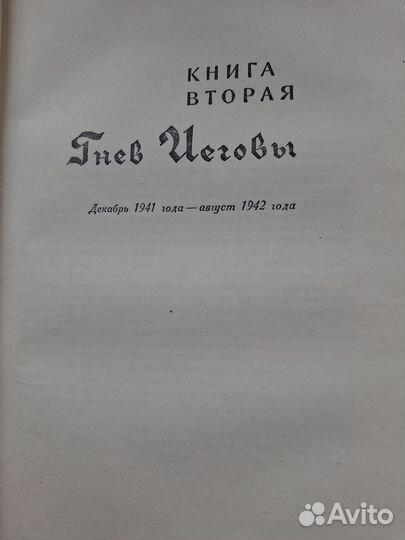 КНИГА
ВТОРАЯ
Гнев Иеговы
Декабрь 1941 года — август 1942 года
Avito